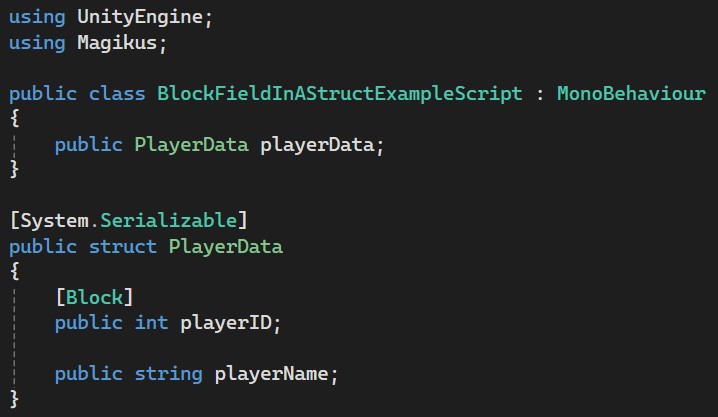 using UnityEngine;
using Magikus;
public class BlockFieldInAStructExampleScript : MonoBehaviour
{
public PlayerData playerData;
}
[System.Serializable]
public struct PlayerData
{
[Block]
public int playerID;
public string playerName;
}